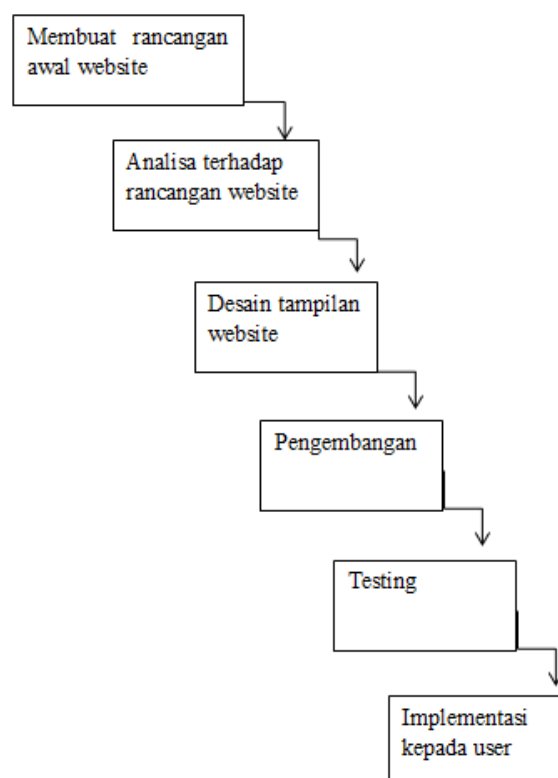 Membuat rancangan
awal website
Analisa terhadap
rancangan website
Desain tampilan
website
Pengembangan
Testing
Implementasi
kepada user